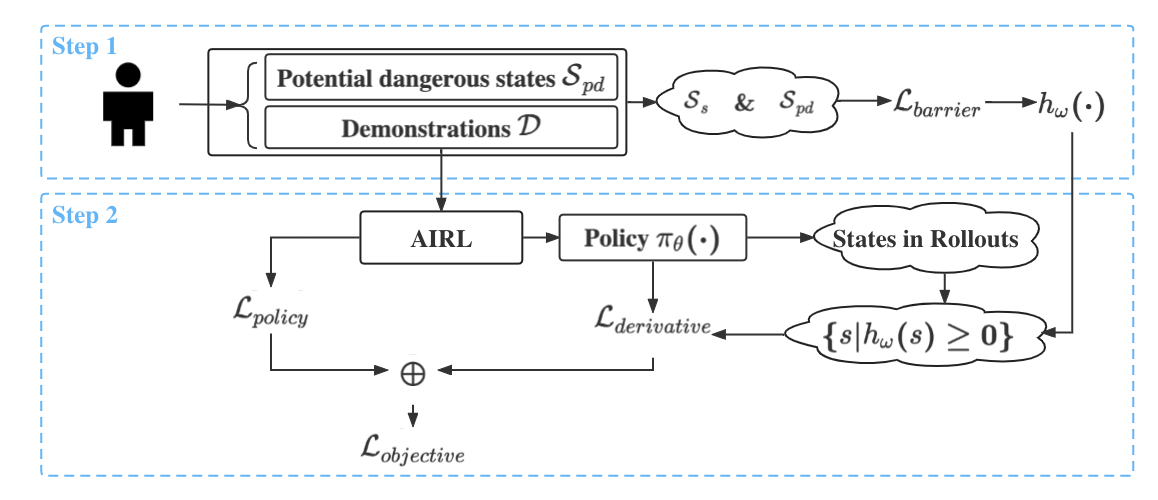 Step 1
Potential dangerous states $\mathcal{S}_{pd}$
Demonstrations $\mathcal{D}$
$\mathcal{S}_s$ & $\mathcal{S}_{pd}$
$\mathcal{L}_{barrier}$
$h_\omega(\cdot)$
Step 2
AIRL
Policy $\pi_\theta(\cdot)$
States in Rollouts
$\mathcal{L}_{policy}$
$\mathcal{L}_{derivative}$
$\{s|h_\omega(s) \geq 0\}$
$\oplus$
$\mathcal{L}_{objective}$